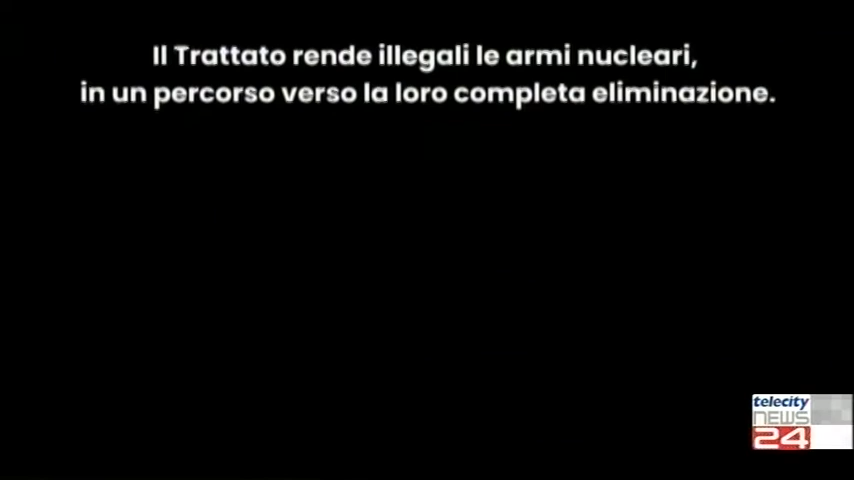 Il Trattato rende illegali le armi nucleari,
in un percorso verso la loro completa eliminazione.
telecity
NEWS
24